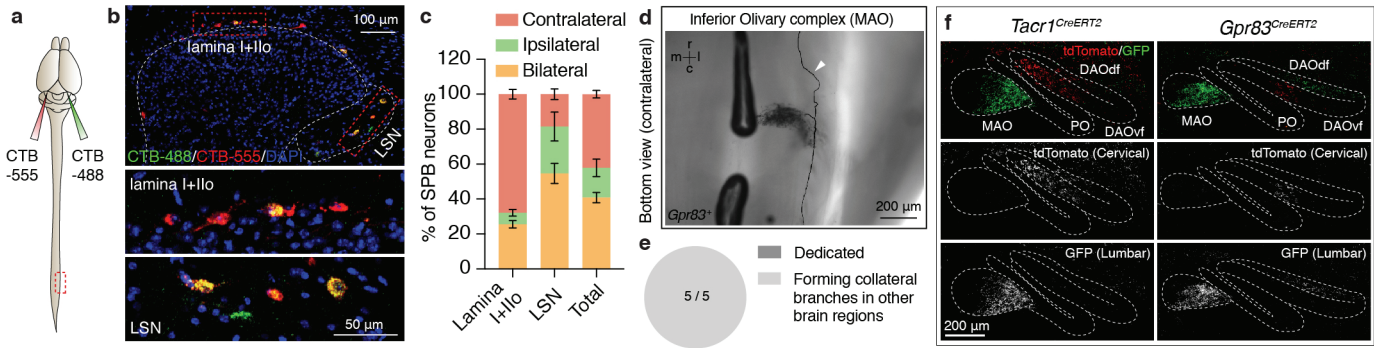 a
CTB
-555
CTB
-488
b
100 µm
lamina I+IIo
LSN
CTB-488/CTB-555/DAPI
lamina I+IIo
LSN
50 µm
c
Contralateral
Ipsilateral
Bilateral
% of SPB neurons
120
100
80
60
40
20
0
Lamina
I+IIo
LSN
Total
d
Inferior Olivary complex (MAO)
Bottom view (contralateral)
r
m l
c
Gpr83+
200 µm
e
5 / 5
Dedicated
Forming collateral
branches in other
brain regions
f
Tacr1CreERT2
Gpr83CreERT2
tdTomato/GFP
DAOdf
MAO
PO
DAOvf
DAOdf
MAO
PO
DAOvf
tdTomato (Cervical)
tdTomato (Cervical)
GFP (Lumbar)
GFP (Lumbar)
200 µm